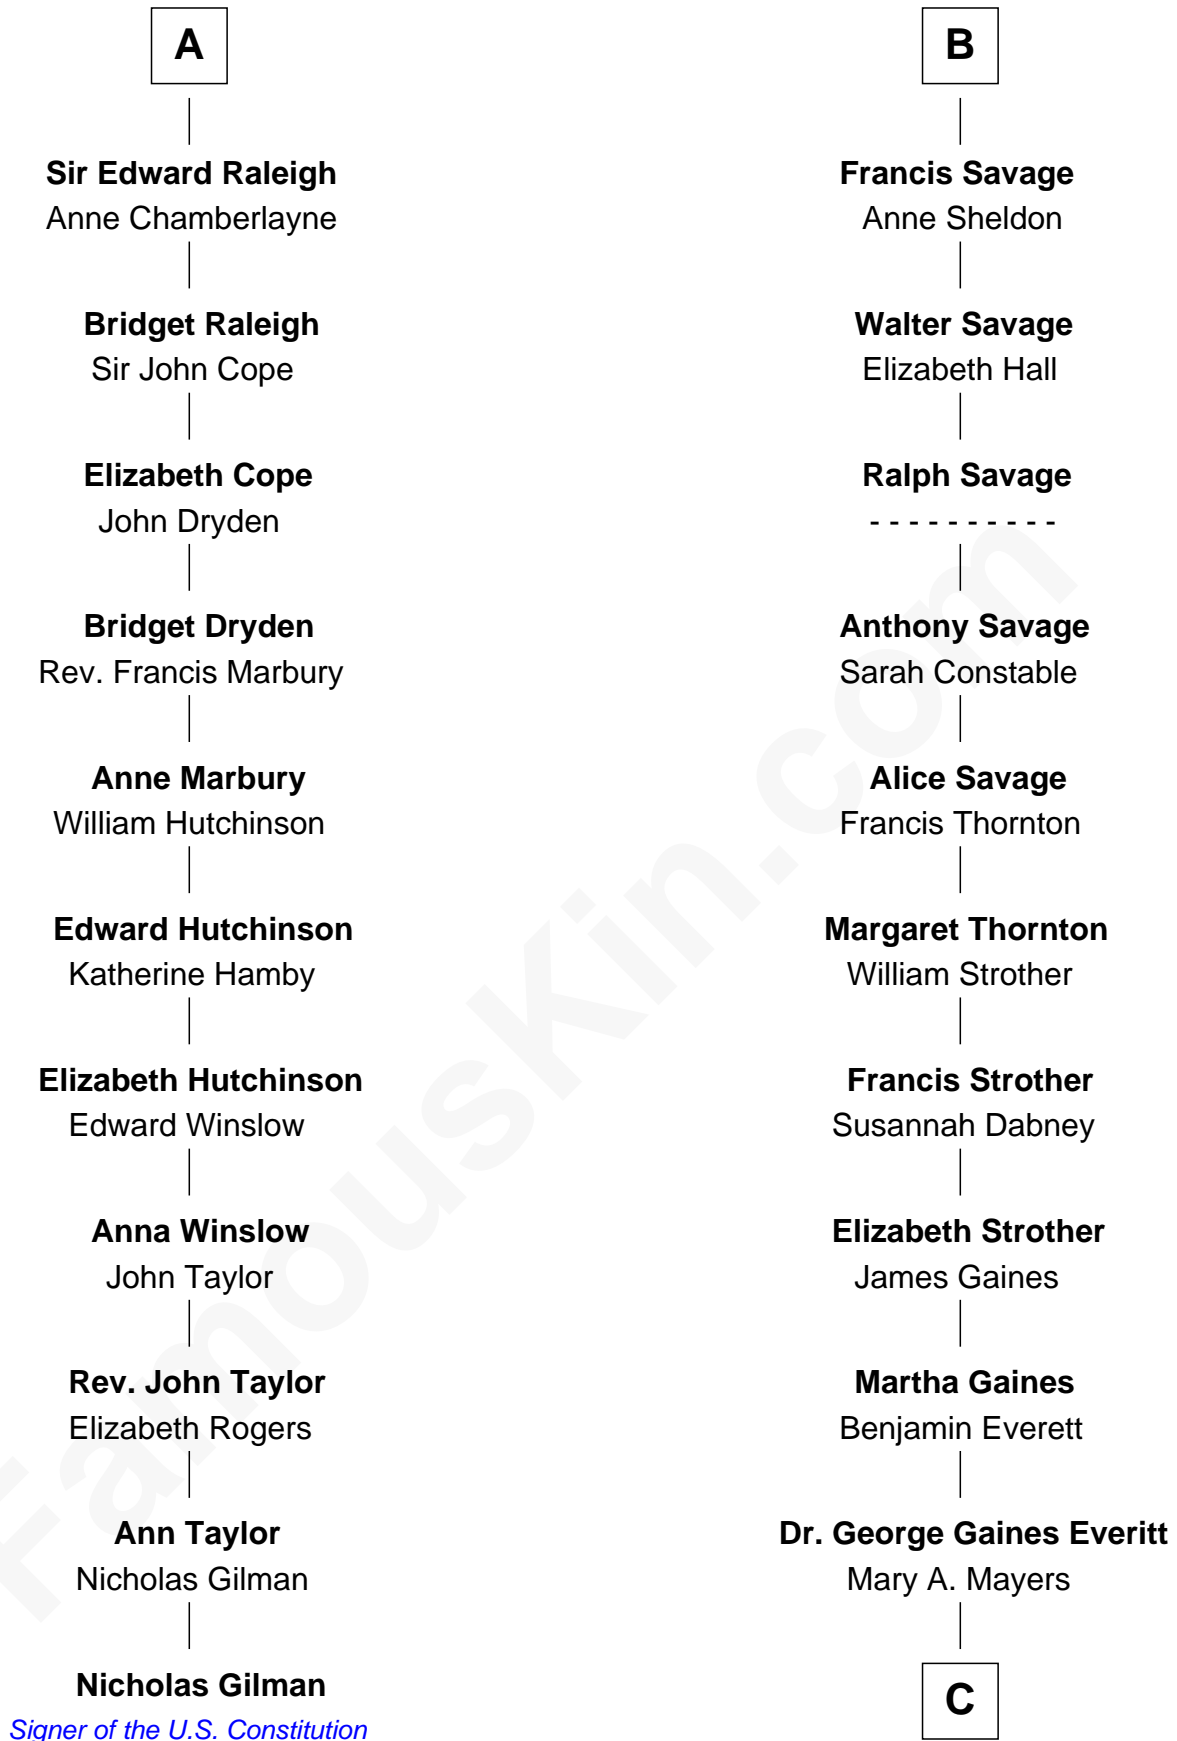 A
Sir Edward Raleigh
Anne Chamberlayne
Bridget Raleigh
Sir John Cope
Elizabeth Cope
John Dryden
Bridget Dryden
Rev. Francis Marbury
Anne Marbury
William Hutchinson
Edward Hutchinson
Katherine Hamby
Elizabeth Hutchinson
Edward Winslow
Anna Winslow
John Taylor
Rev. John Taylor
Elizabeth Rogers
Ann Taylor
Nicholas Gilman
Nicholas Gilman
Signer of the U.S. Constitution
B
Francis Savage
Anne Sheldon
Walter Savage
Elizabeth Hall
Ralph Savage
- - - - - - - - - -
Anthony Savage
Sarah Constable
Alice Savage
Francis Thornton
Margaret Thornton
William Strother
Francis Strother
Susannah Dabney
Elizabeth Strother
James Gaines
Martha Gaines
Benjamin Everett
Dr. George Gaines Everitt
Mary A. Mayers
C
FamousKin.com